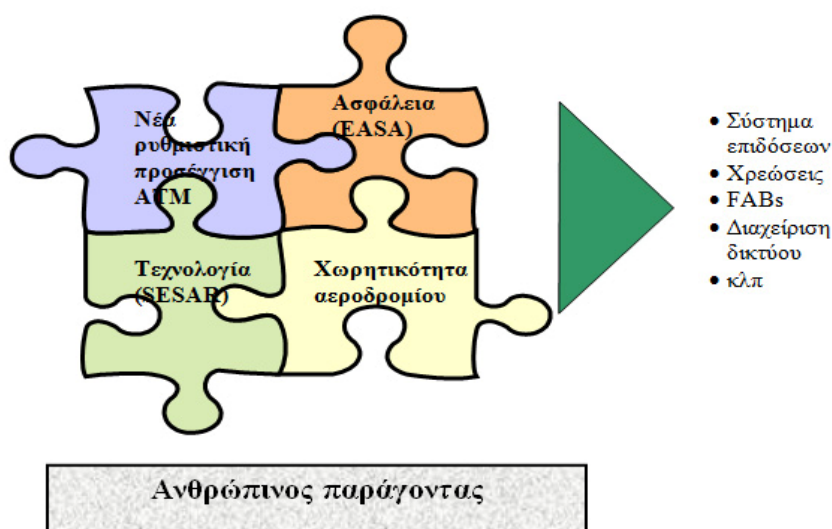 Νέα
ρυθμιστική
προσέγγιση
ATM
Ασφάλεια
(EASA)
Τεχνολογία
(SESAR)
Χωρητικότητα
αεροδρομίου
• Σύστημα
επιδόσεων
• Χρεώσεις
• FABs
• Διαχείριση
δικτύου
• κλπ
Ανθρώπινος παράγοντας